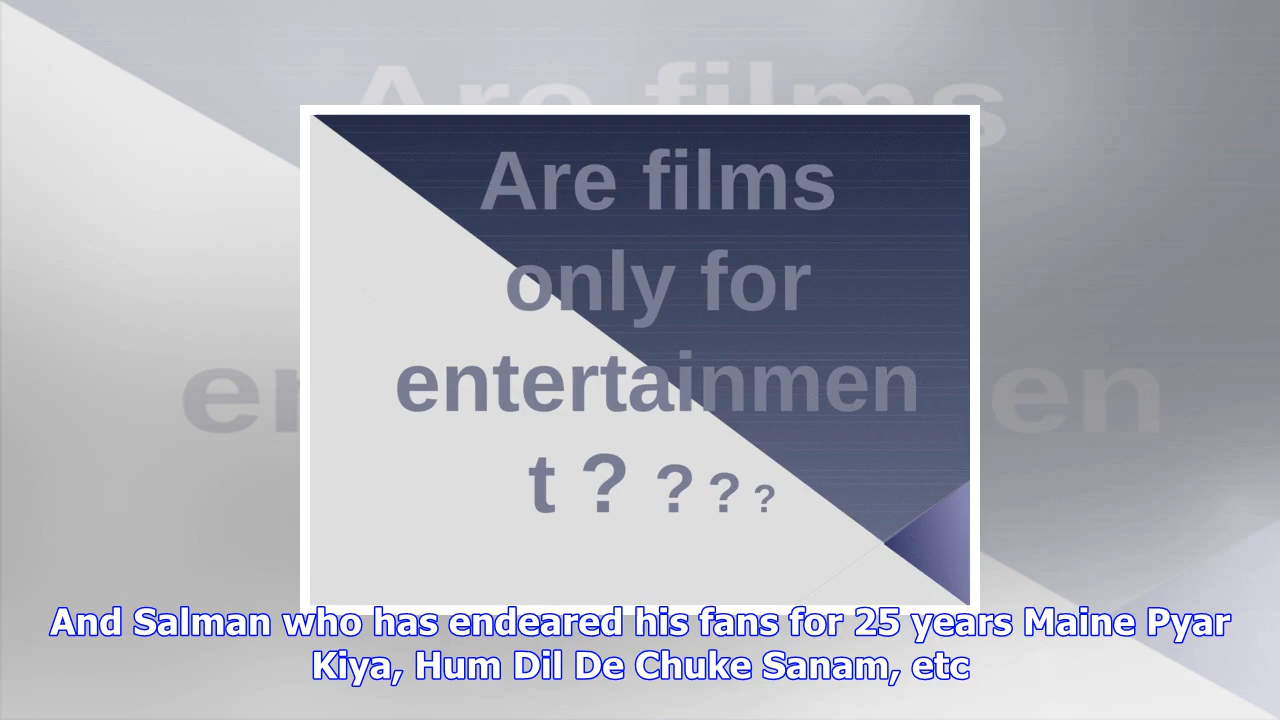 Are films
only for
entertainmen
t ? ? ? ?
And Salman who has endeared his fans for 25 years Maine Pyar
Kiya, Hum Dil De Chuke Sanam, etc